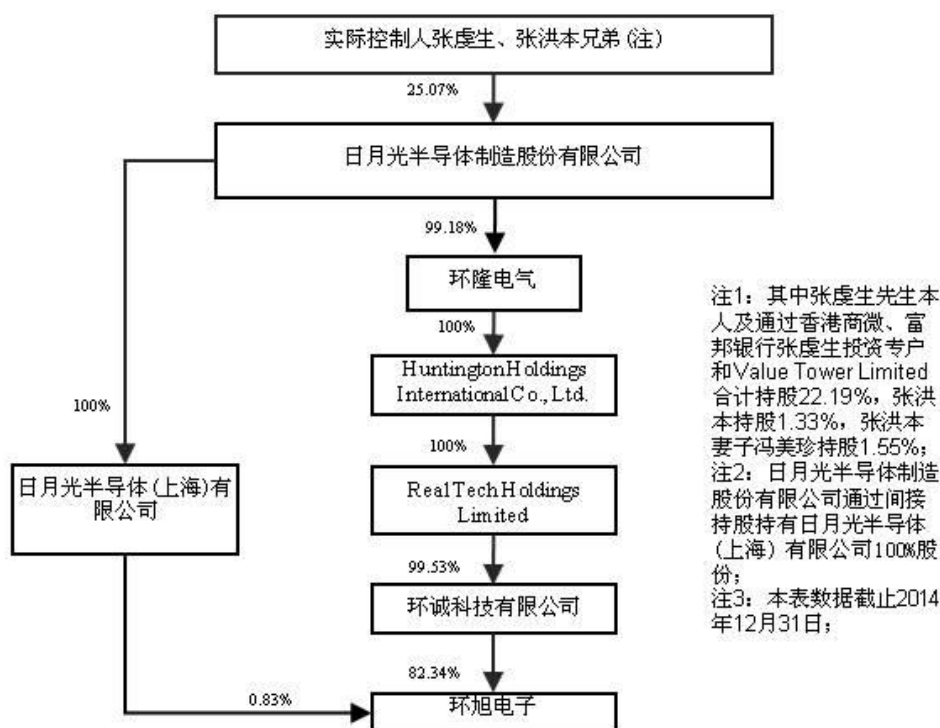 实际控制人张虔生、张洪本兄弟(注)
25.07%
日月光半导体制造股份有限公司
99.18%
环隆电气
100%
HuntingtonHoldings
InternationalCo., Ltd.
100%
100%
RealTechHoldings
Limited
日月光半导体(上海)有
限公司
99.53%
环诚科技有限公司
82.34%
0.83%
环旭电子
注1：其中张虔生先生本
人及通过香港商微、富
邦银行张虔生投资专户
和Value Tower Limited
合计持股22.19%，张洪
本持股1.33%，张洪本
妻子冯美珍持股1.55%；
注2：日月光半导体制造
股份有限公司通过间接
持股持有日月光半导体
（上海）有限公司100%股
份；
注3：本表数据截止2014
年12月31日；